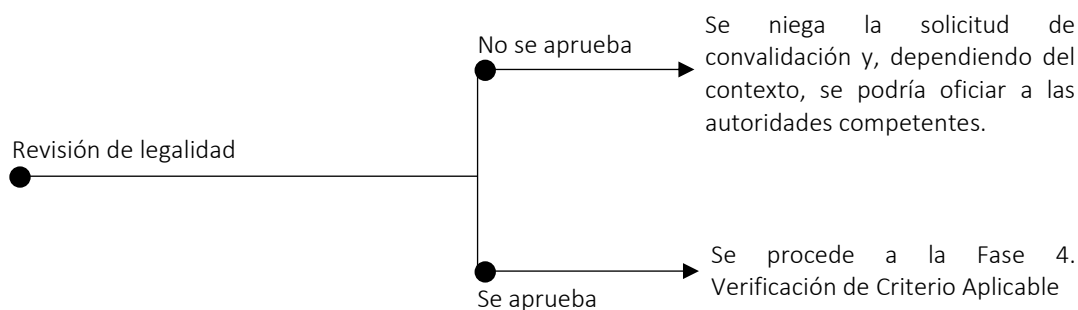 No se aprueba
Se niega la solicitud de
convalidación y, dependiendo del
contexto, se podría oficiar a las
autoridades competentes.
Revisión de legalidad
Se procede a la Fase 4.
Verificación de Criterio Aplicable
Se aprueba